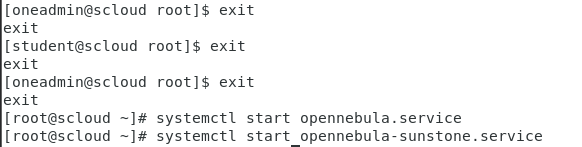 [oneadmin@scloud root]$ exit
exit
[student@scloud root]$ exit
exit
[oneadmin@scloud root]$ exit
exit
[root@scloud ~]# systemctl start opennebula.service
[root@scloud ~]# systemctl start opennebula-sunstone.service